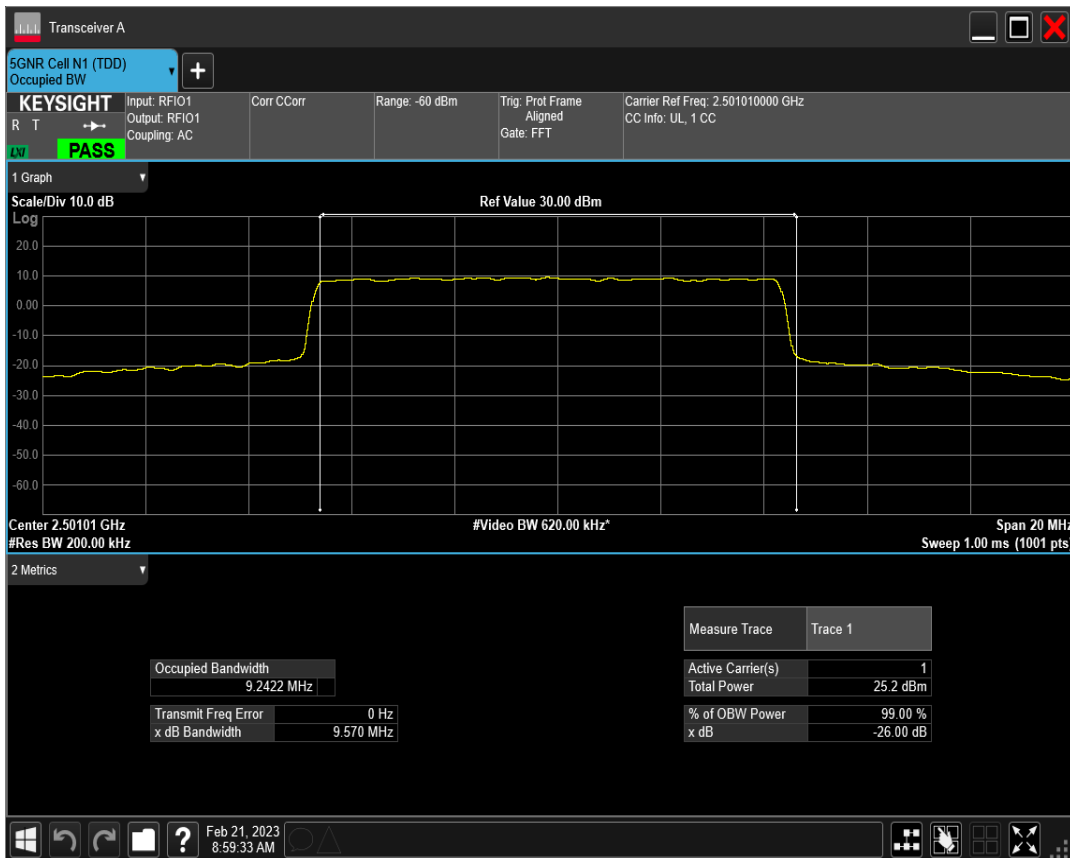 Transceiver A
5GNR Cell N1 (TDD)
Occupied BW
+
KEYSIGHT
R T
LXI
PASS
Input: RFIO1
Output: RFIO1
Coupling: AC
Corr CCorr
Range: -60 dBm
Trig: Prot Frame
Aligned
Gate: FFT
Carrier Ref Freq: 2.501010000 GHz
CC Info: UL, 1 CC
1 Graph
Scale/Div 10.0 dB
Ref Value 30.00 dBm
Log
20.0
10.0
0.00
-10.0
-20.0
-30.0
-40.0
-50.0
-60.0
Center 2.50101 GHz
#Video BW 620.00 kHz*
Span 20 MHz
#Res BW 200.00 kHz
Sweep 1.00 ms (1001 pts)
2 Metrics
Measure Trace Trace 1
Occupied Bandwidth
9.2422 MHz
Active Carrier(s) 1
Total Power 25.2 dBm
Transmit Freq Error 0 Hz
x dB Bandwidth 9.570 MHz
% of OBW Power 99.00 %
x dB -26.00 dB
?
Feb 21, 2023
8:59:33 AM